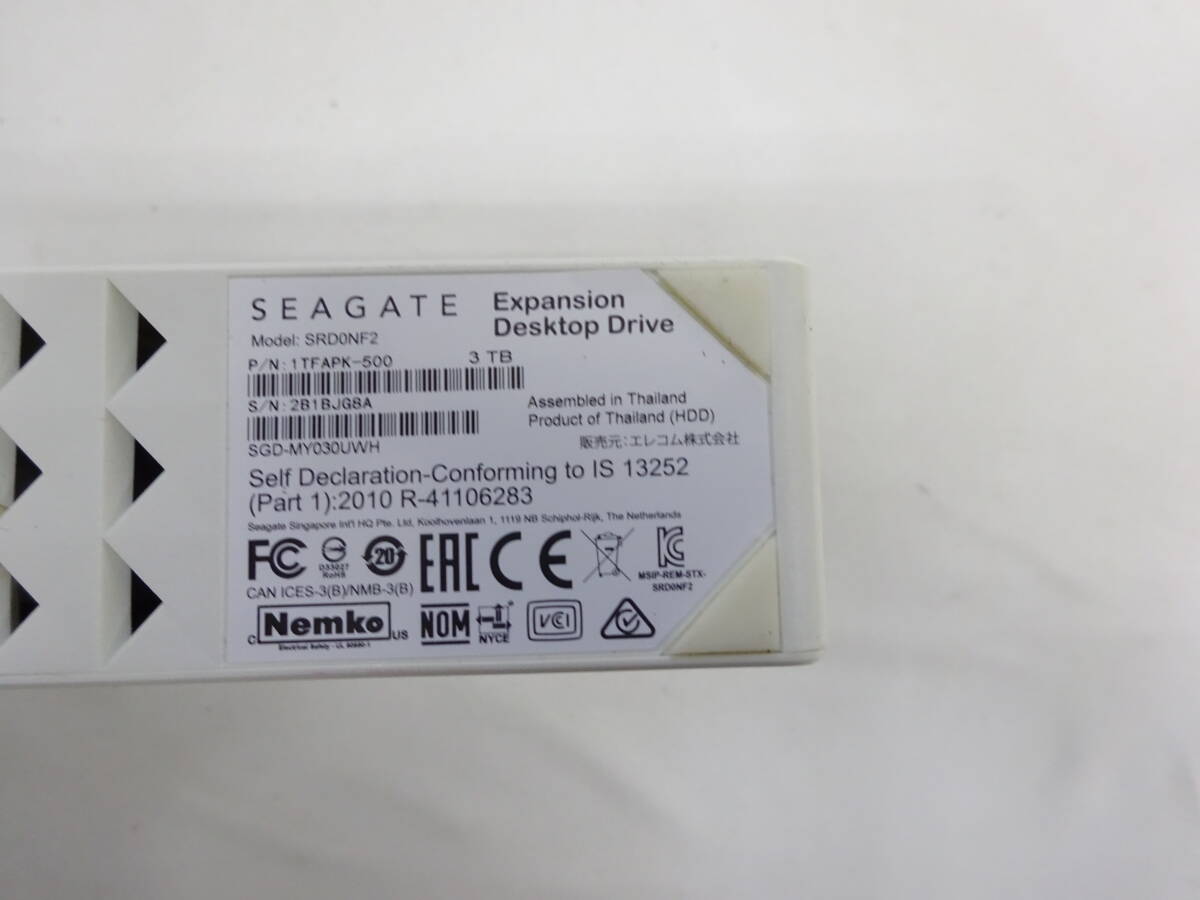 SEAGATE
Expansion
Desktop Drive
Model: SRD0NF2
P/N: 1TFAPK-500 3 TB
S/N: 2B1BJG8A
SGD-MY030UWH
Assembled in Thailand
Product of Thailand (HDD)
販売元:エレコム株式会社
Self Declaration-Conforming to IS 13252
(Part 1):2010 R-41106283
Seagate Singapore Int'l HQ Pte. Ltd, Koolhovenlaan 1, 1119 NB Schiphol-Rijk, The Netherlands
FC
D33027
RoHS
20
EAC
CE
MSIP-REM-STX-
SRD0NF2
CAN ICES-3(B)/NMB-3(B)
c Nemko US
NOM
NYCE
VCI